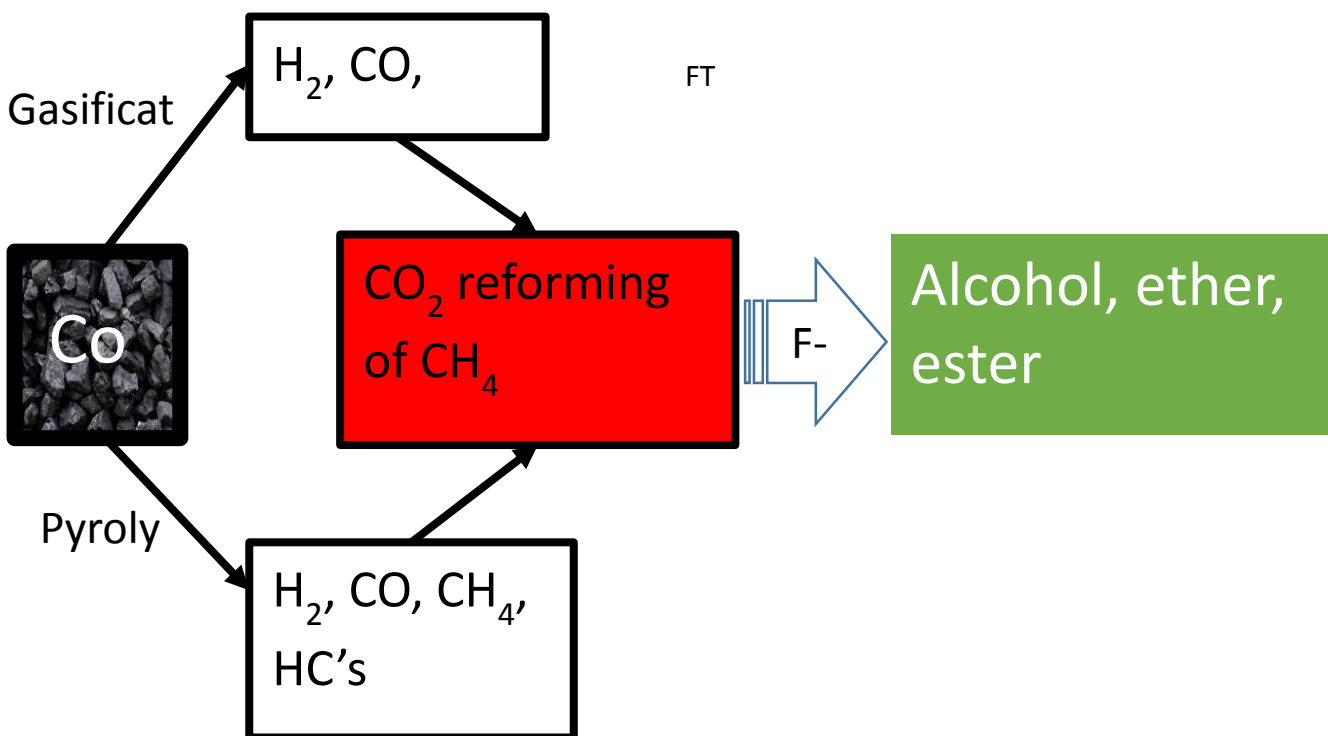 H₂, CO,
FT
Gasificat
CO₂ reforming
of CH₄
Co
F-
Alcohol, ether,
ester
Pyroly
H₂, CO, CH₄,
HC’s